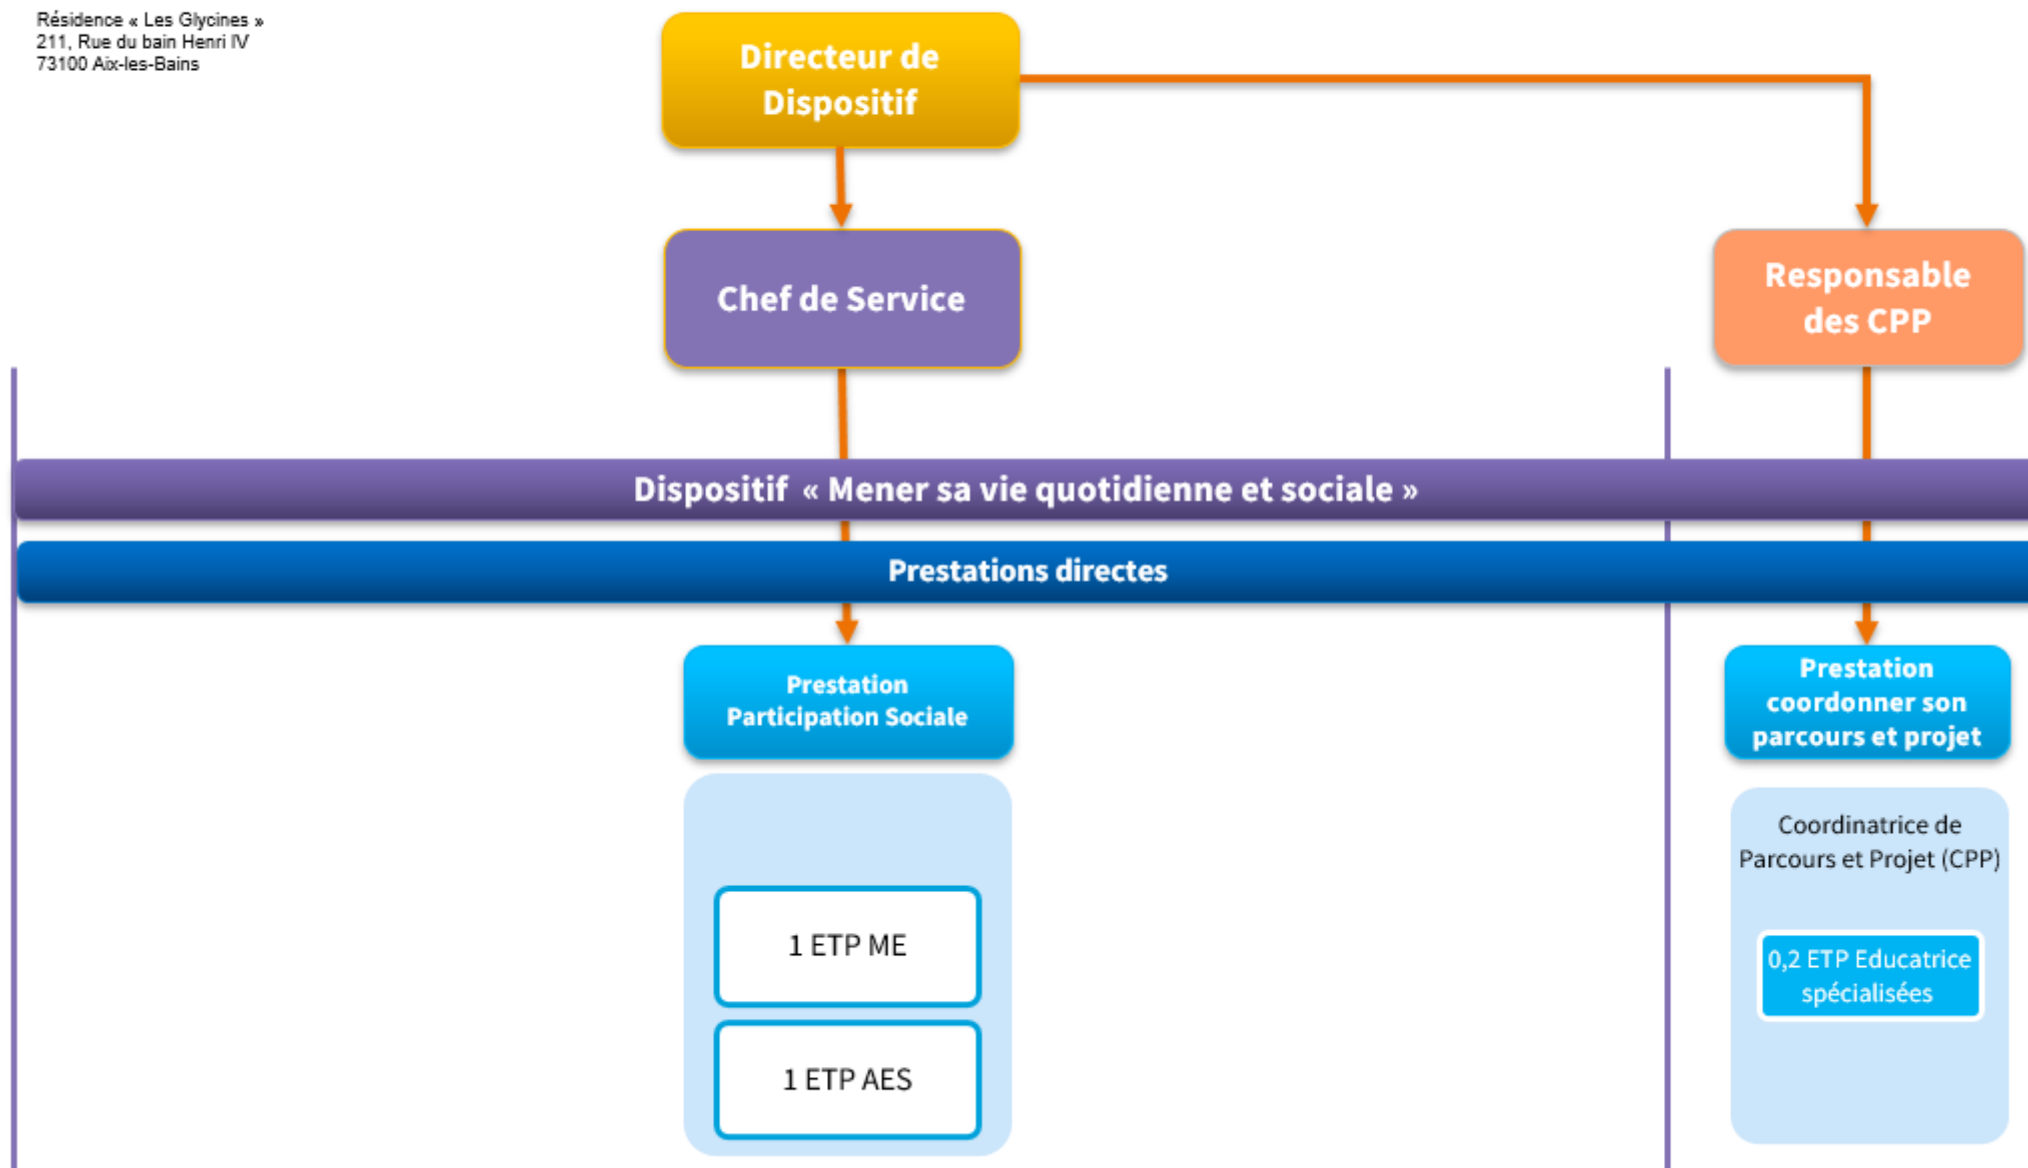 Résidence « Les Glycines »
211, Rue du bain Henri IV
73100 Aix-les-Bains
Directeur de
Dispositif
Chef de Service
Responsable
des CPP
Dispositif « Mener sa vie quotidienne et sociale »
Prestations directes
Prestation
Participation Sociale
Prestation
coordonner son
parcours et projet
Coordinatrice de
Parcours et Projet (CPP)
1 ETP ME
0,2 ETP Educatrice
spécialisées
1 ETP AES